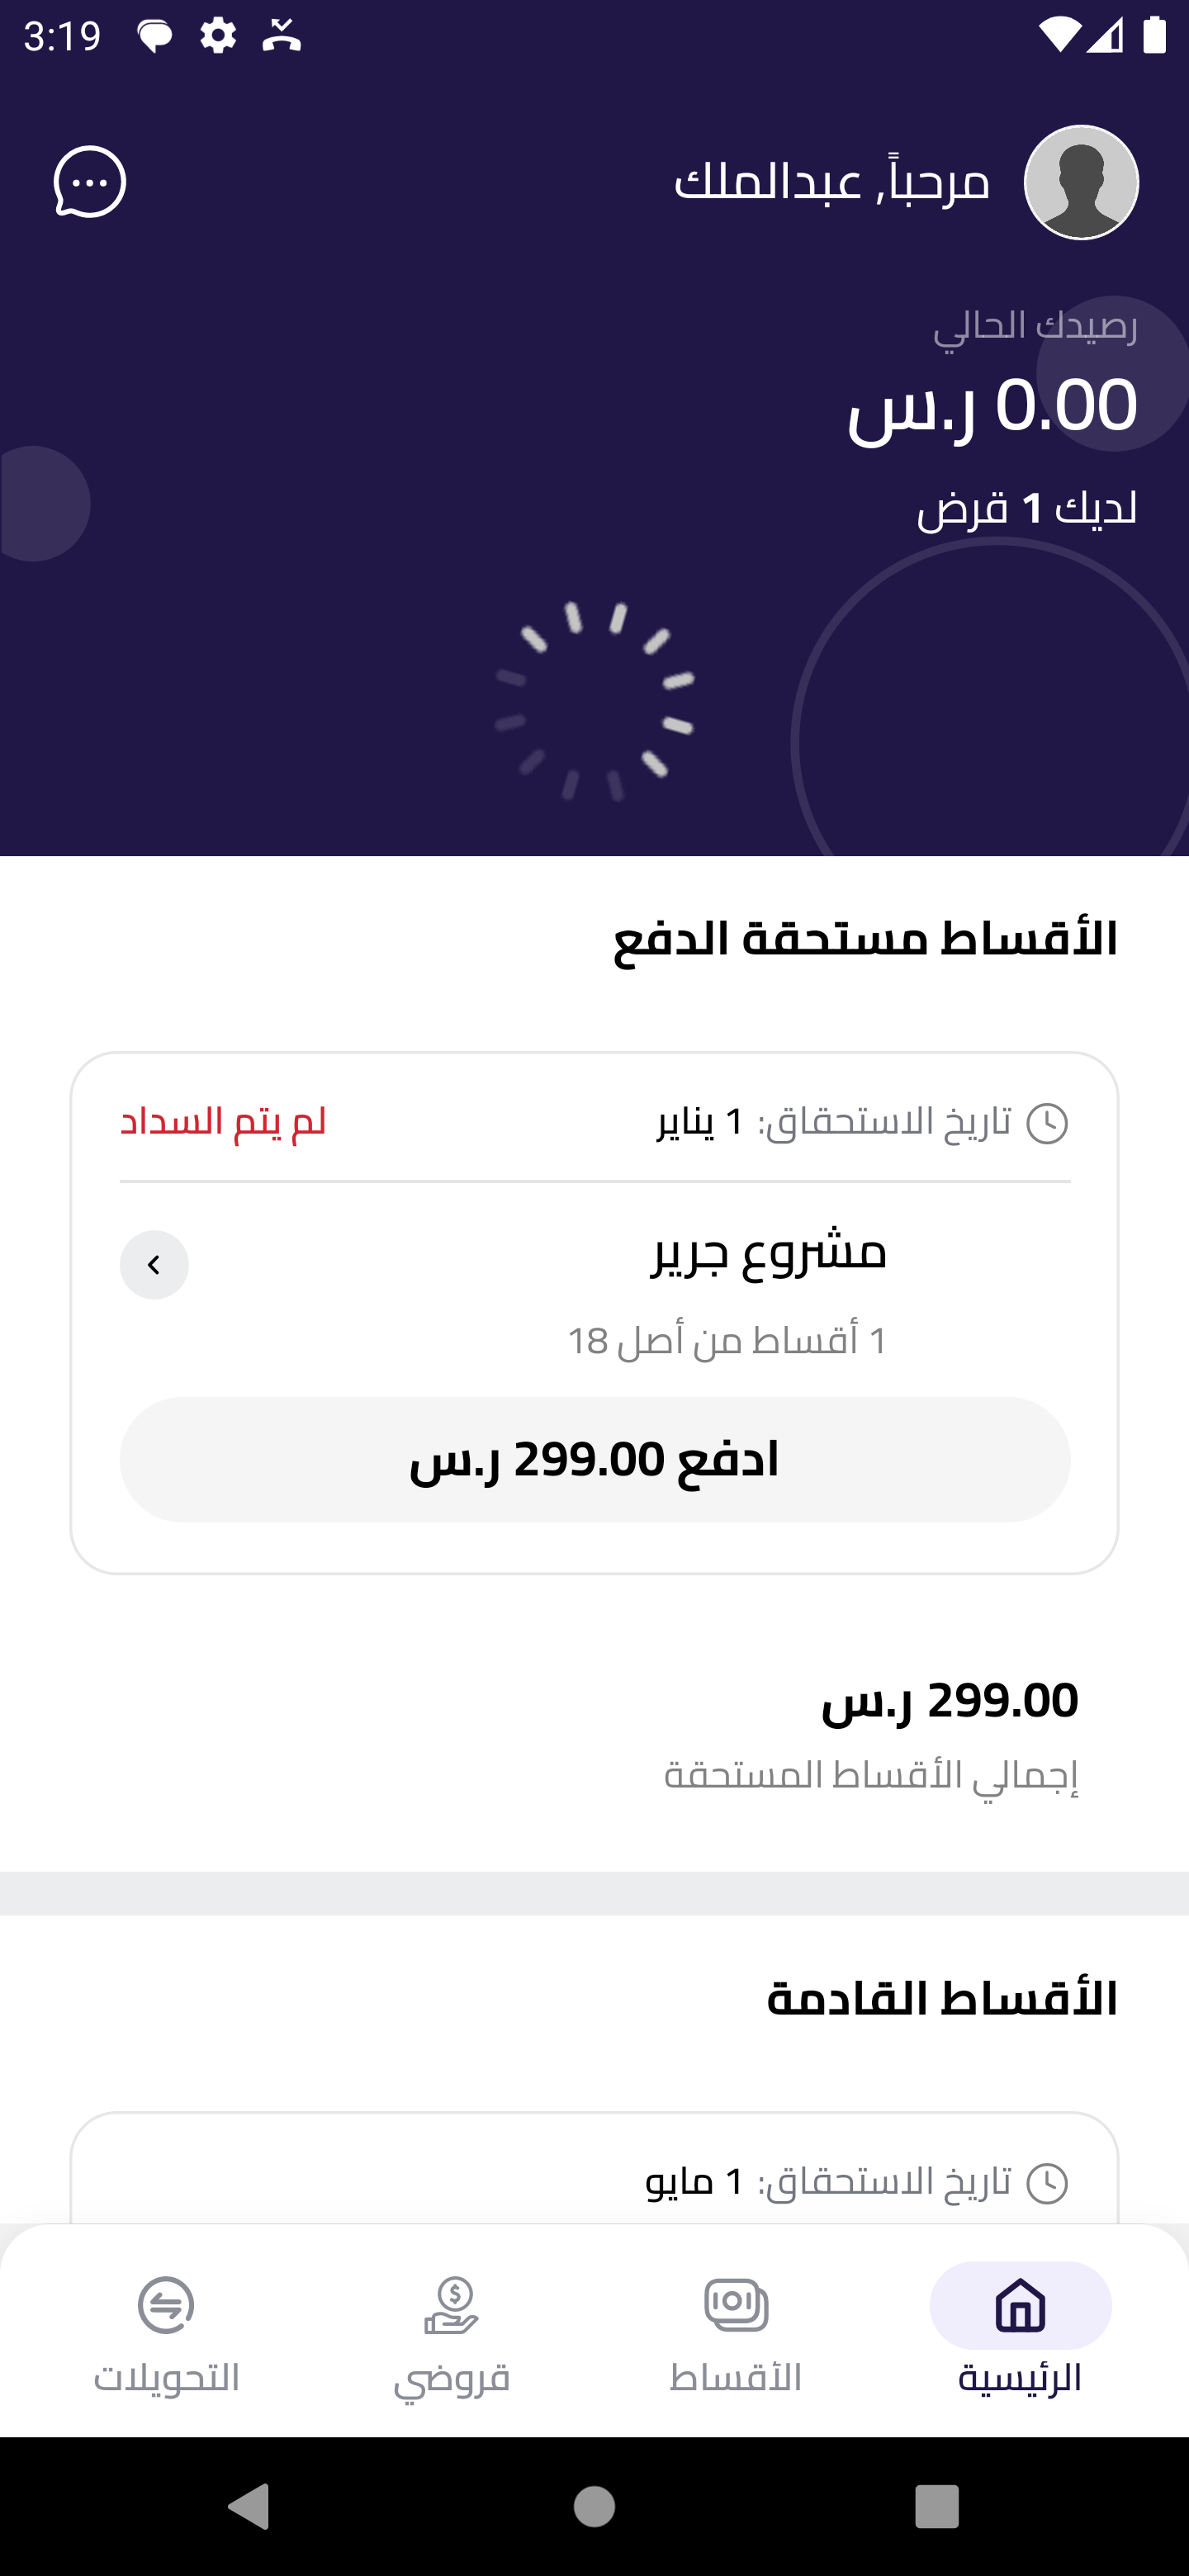 3:19
مرحباً, عبدالملك
رصيدك الحالي
0.00 ر.س
لديك 1 قرض
الأقساط مستحقة الدفع
تاريخ الاستحقاق: 1 يناير
لم يتم السداد
مشروع جرير
1 أقساط من أصل 18
ادفع 299.00 ر.س
299.00 ر.س
إجمالي الأقساط المستحقة
الأقساط القادمة
تاريخ الاستحقاق: 1 مايو
الرئيسية
الأقساط
قروضي
التحويلات